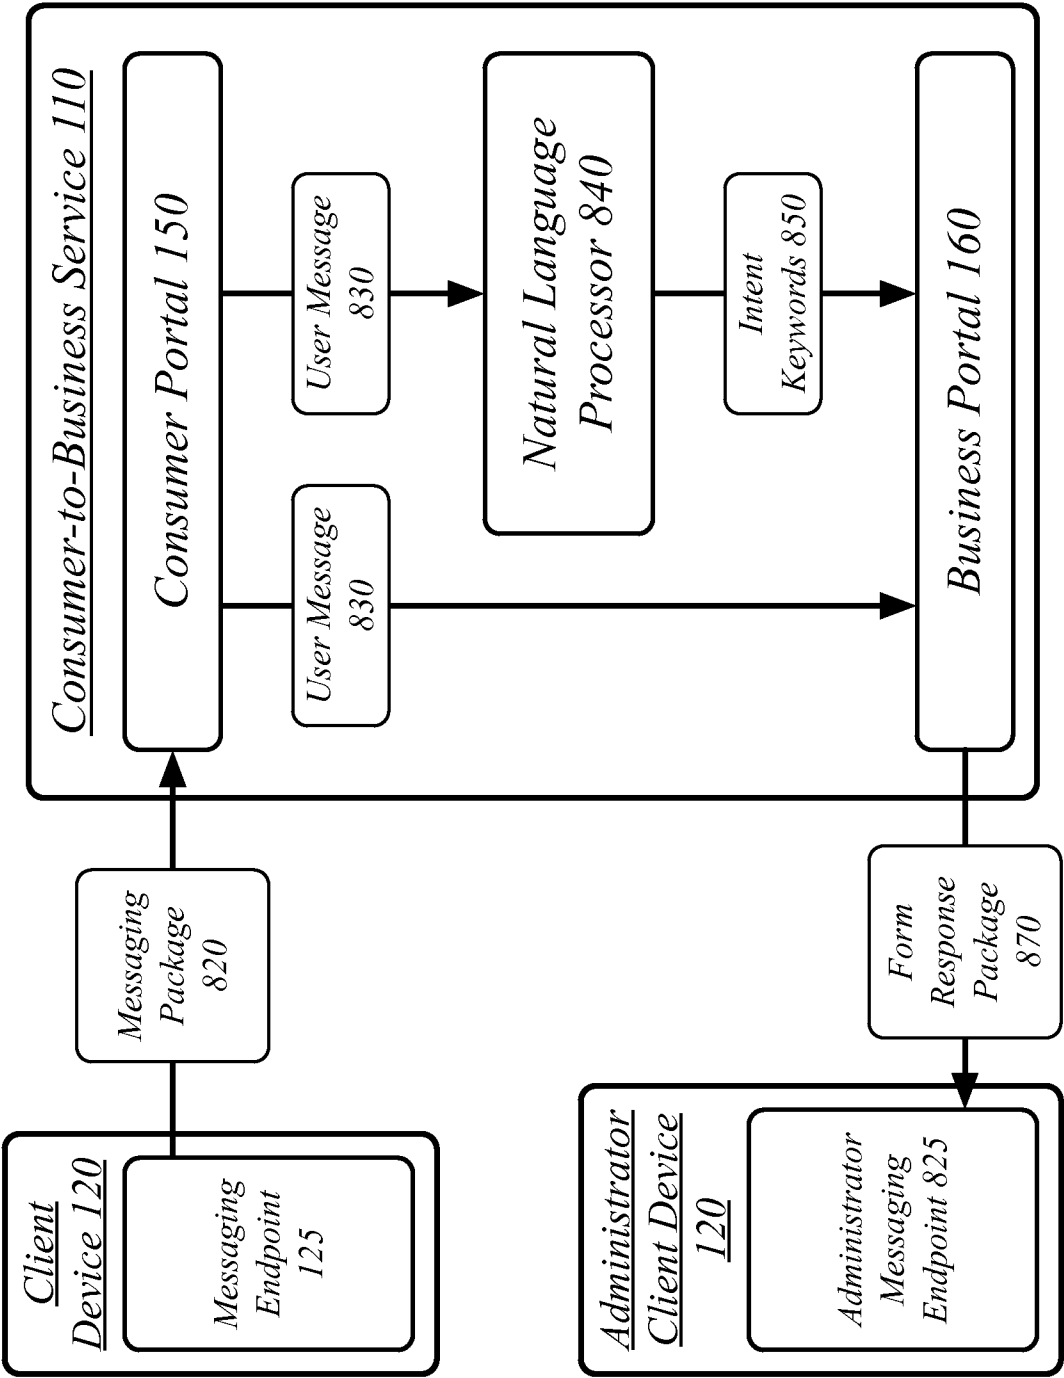 Client
Device 120
Messaging
Endpoint
125
Messaging
Package
820
Consumer-to-Business Service 110
Consumer Portal 150
User Message
830
User Message
830
Natural Language
Processor 840
Intent
Keywords 850
Business Portal 160
Form
Response
Package
870
Administrator
Client Device
120
Administrator
Messaging
Endpoint 825